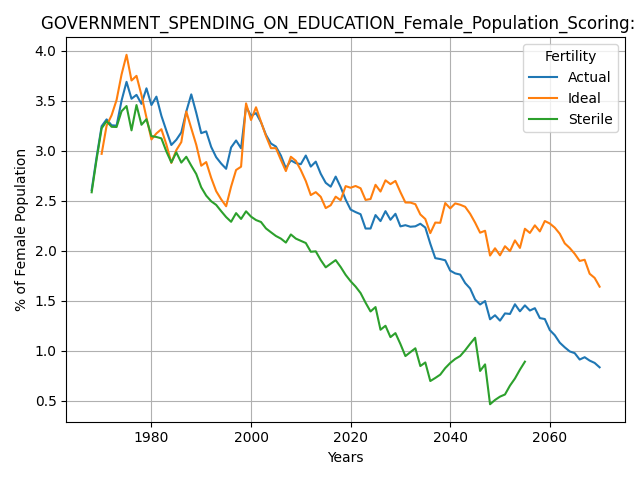 GOVERNMENT_SPENDING_ON_EDUCATION_Female_Population_Scoring:
4.0
3.5
3.0
2.5
2.0
1.5
1.0
0.5
% of Female Population
Fertility
Actual
Ideal
Sterile
1980 2000 2020 2040 2060
Years